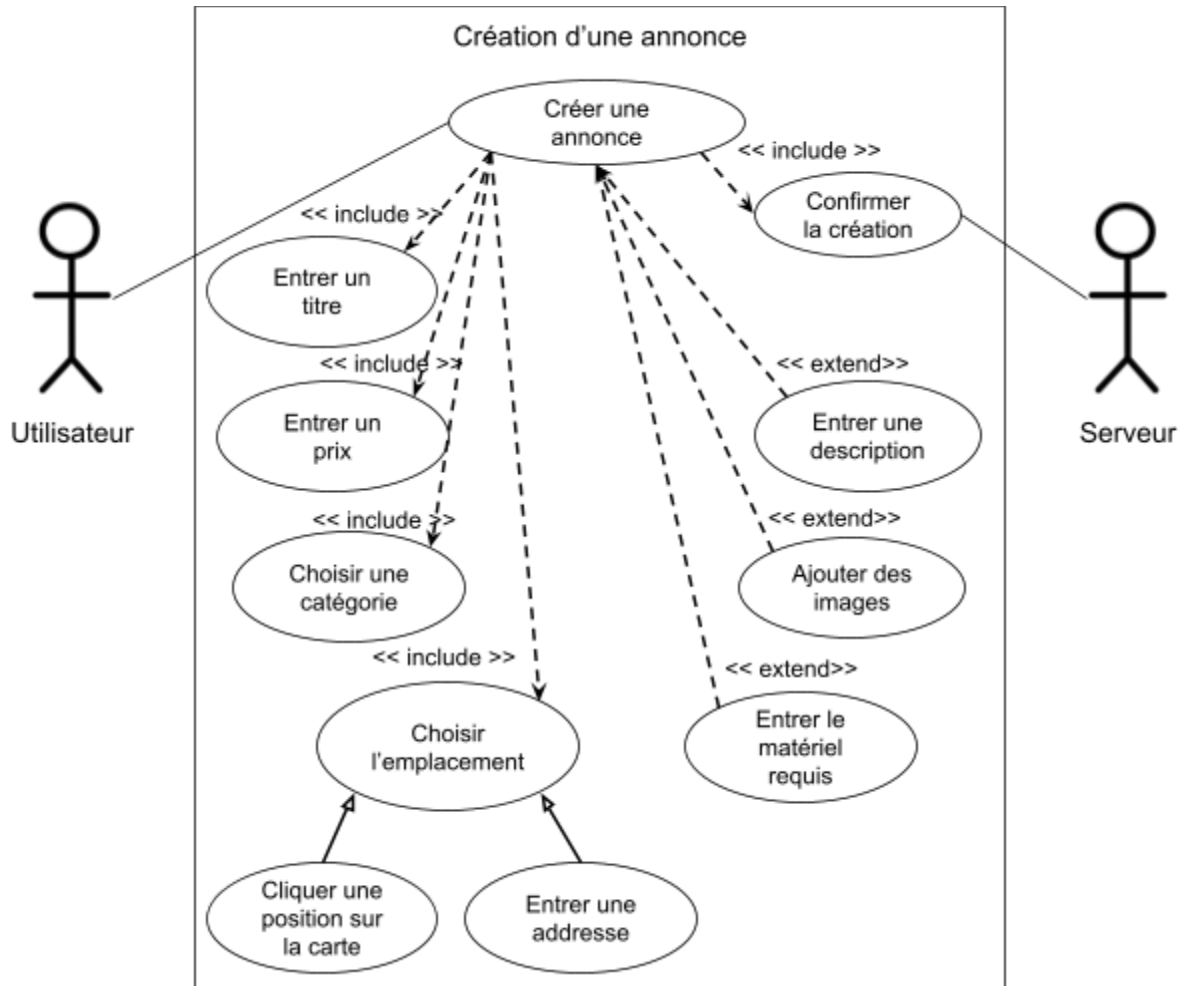 Création d'une annonce
Créer une
annonce
<< include >>
Confirmer
la création
<< include >>
Entrer un
titre
<< include >>
Entrer un
prix
<< extend>>
Entrer une
description
Utilisateur
Serveur
<< include >>
Choisir une
catégorie
<< extend>>
Ajouter des
images
<< include >>
Choisir
l'emplacement
<< extend>>
Entrer le
matériel
requis
Cliquer une
position sur
la carte
Entrer une
addresse